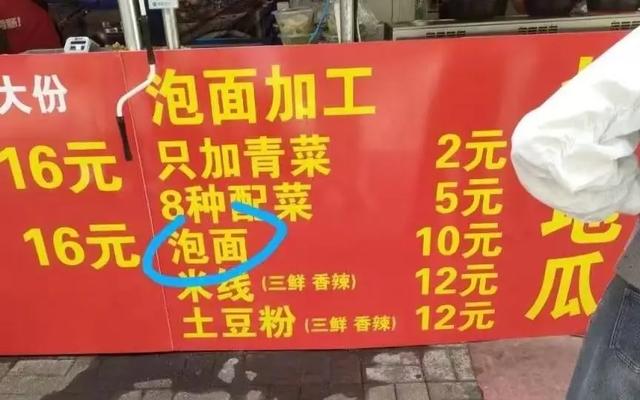 大份
16元
16元
泡面加工
只加青菜 2元
8种配菜 5元
泡面 10元
米线 (三鲜 香辣) 12元
土豆粉 (三鲜 香辣) 12元
地
瓜